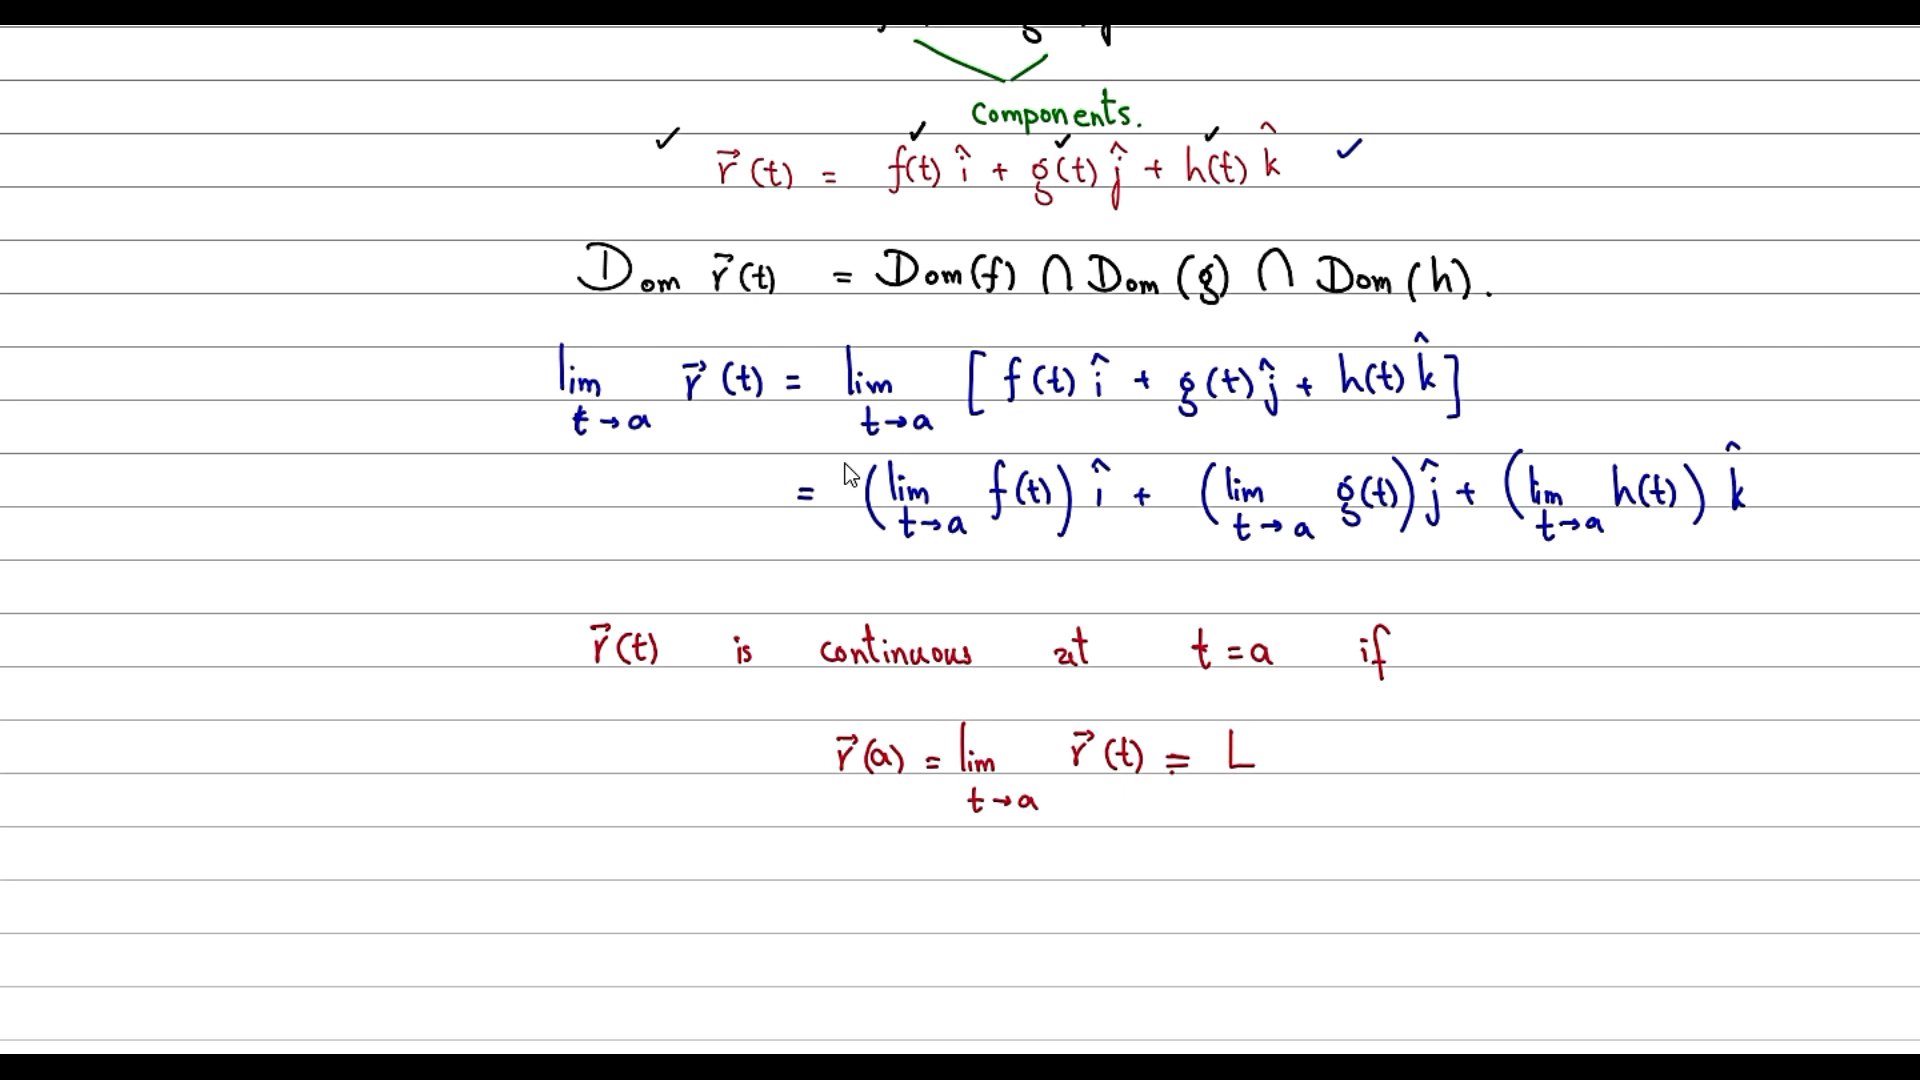 Components.
r⃗(t) = f(t) î + g(t) ĵ + h(t) k̂
Dom r⃗(t) = Dom(f) ∩ Dom(g) ∩ Dom(h).
lim t→a r⃗(t) = lim t→a [f(t) î + g(t) ĵ + h(t) k̂]
= (lim t→a f(t)) î + (lim t→a g(t)) ĵ + (lim t→a h(t)) k̂
r⃗(t) is continuous at t = a if
r⃗(a) = lim t→a r⃗(t) = L